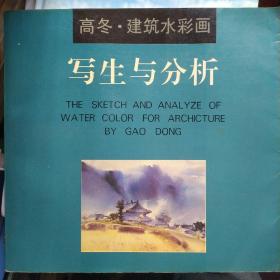 高冬·建筑水彩画
写生与分析
THE SKETCH AND ANALYZE OF
WATER COLOR FOR ARCHICTURE
BY GAO DONG